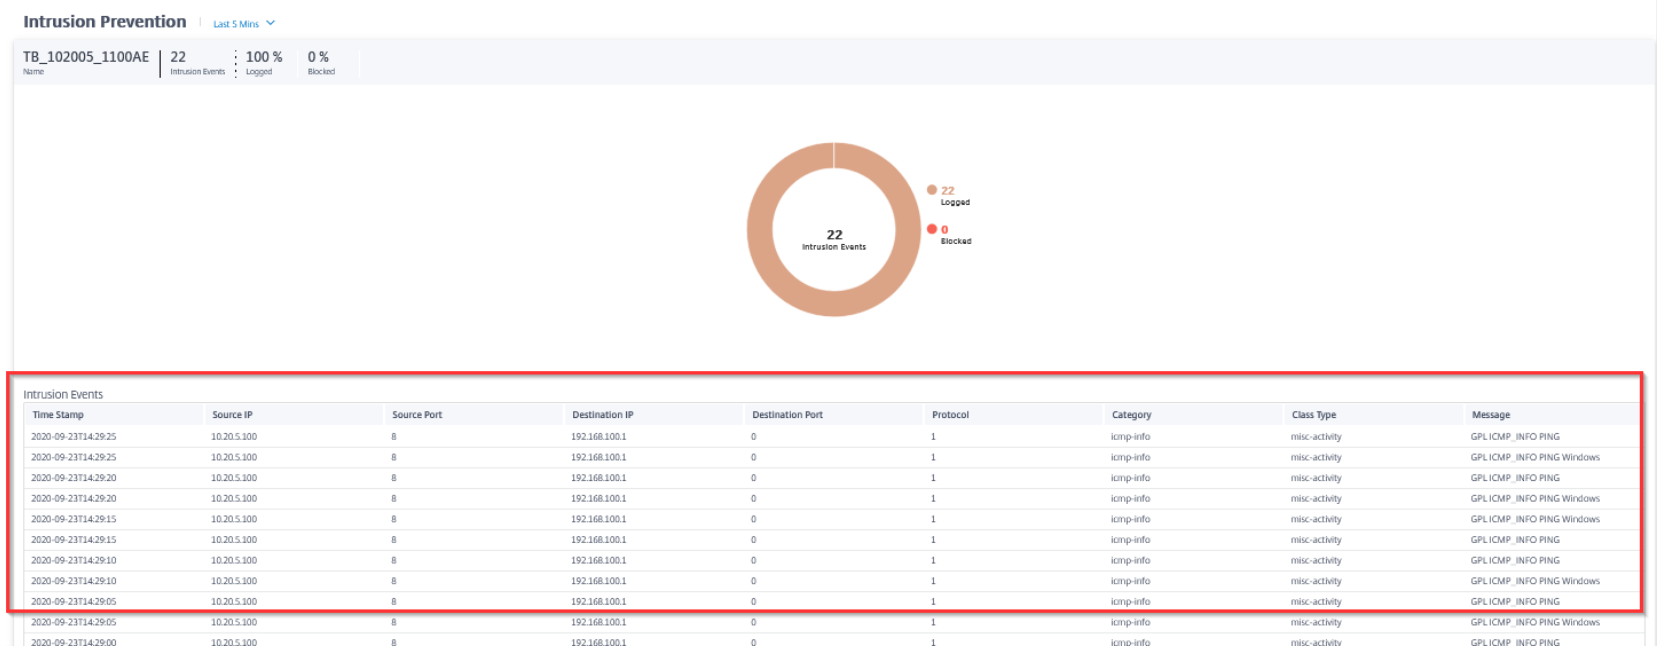 Intrusion Prevention Last 5 Mins
TB_102005_1100AE 22 100 % 0 %
Name Intrusion Events Logged Blocked
22
Logged
0
Blocked
22
Intrusion Events
Intrusion Events
Time Stamp Source IP Source Port Destination IP Destination Port Protocol Category Class Type Message
2020-09-23T14:29:25 10.20.5.100 8 192.168.100.1 0 1 icmp-info misc-activity GPL ICMP_INFO PING
2020-09-23T14:29:25 10.20.5.100 8 192.168.100.1 0 1 icmp-info misc-activity GPL ICMP_INFO PING Windows
2020-09-23T14:29:20 10.20.5.100 8 192.168.100.1 0 1 icmp-info misc-activity GPL ICMP_INFO PING
2020-09-23T14:29:20 10.20.5.100 8 192.168.100.1 0 1 icmp-info misc-activity GPL ICMP_INFO PING Windows
2020-09-23T14:29:15 10.20.5.100 8 192.168.100.1 0 1 icmp-info misc-activity GPL ICMP_INFO PING Windows
2020-09-23T14:29:15 10.20.5.100 8 192.168.100.1 0 1 icmp-info misc-activity GPL ICMP_INFO PING
2020-09-23T14:29:10 10.20.5.100 8 192.168.100.1 0 1 icmp-info misc-activity GPL ICMP_INFO PING
2020-09-23T14:29:10 10.20.5.100 8 192.168.100.1 0 1 icmp-info misc-activity GPL ICMP_INFO PING Windows
2020-09-23T14:29:05 10.20.5.100 8 192.168.100.1 0 1 icmp-info misc-activity GPL ICMP_INFO PING
2020-09-23T14:29:05 10.20.5.100 8 192.168.100.1 0 1 icmp-info misc-activity GPL ICMP_INFO PING Windows
2020-09-23T14:29:00 10.20.5.100 8 192.168.100.1 0 1 icmp-info misc-activity GPL ICMP_INFO PING